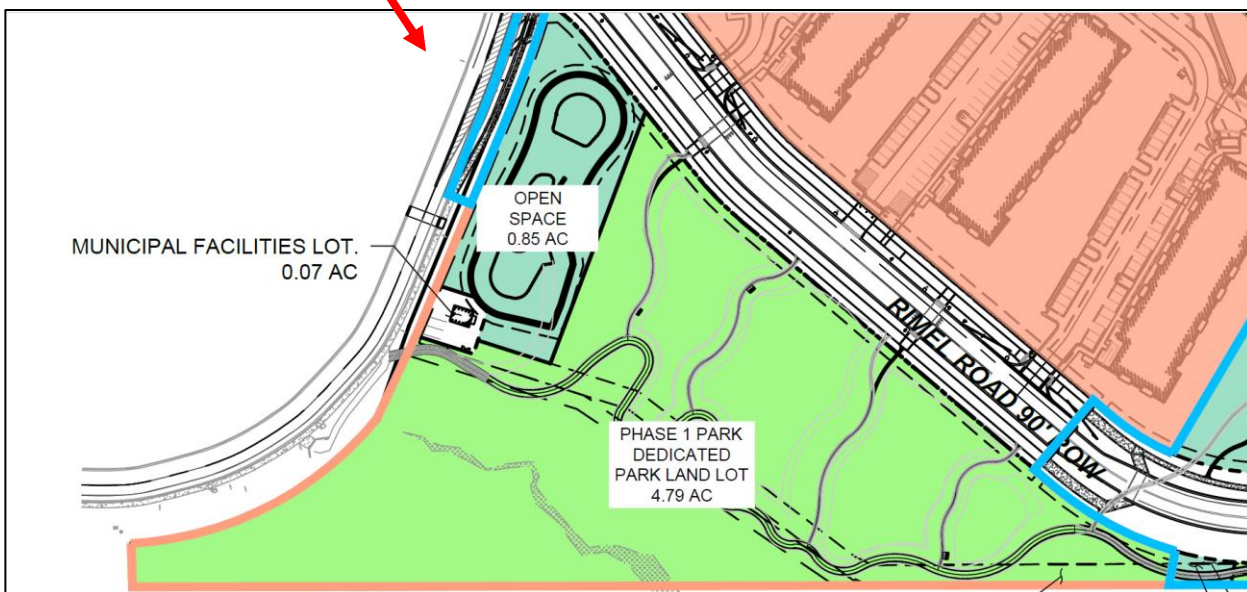 OPEN
SPACE
0.85 AC
MUNICIPAL FACILITIES LOT.
0.07 AC
RIMEL ROAD 90' ROW
PHASE 1 PARK
DEDICATED
PARK LAND LOT
4.79 AC